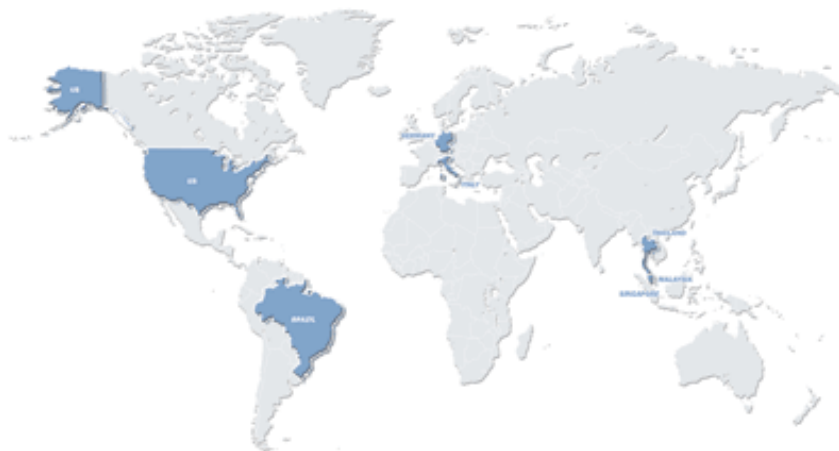 US
GERMANY
US
ITALY
THAILAND
MALAYSIA
SINGAPORE
BRAZIL